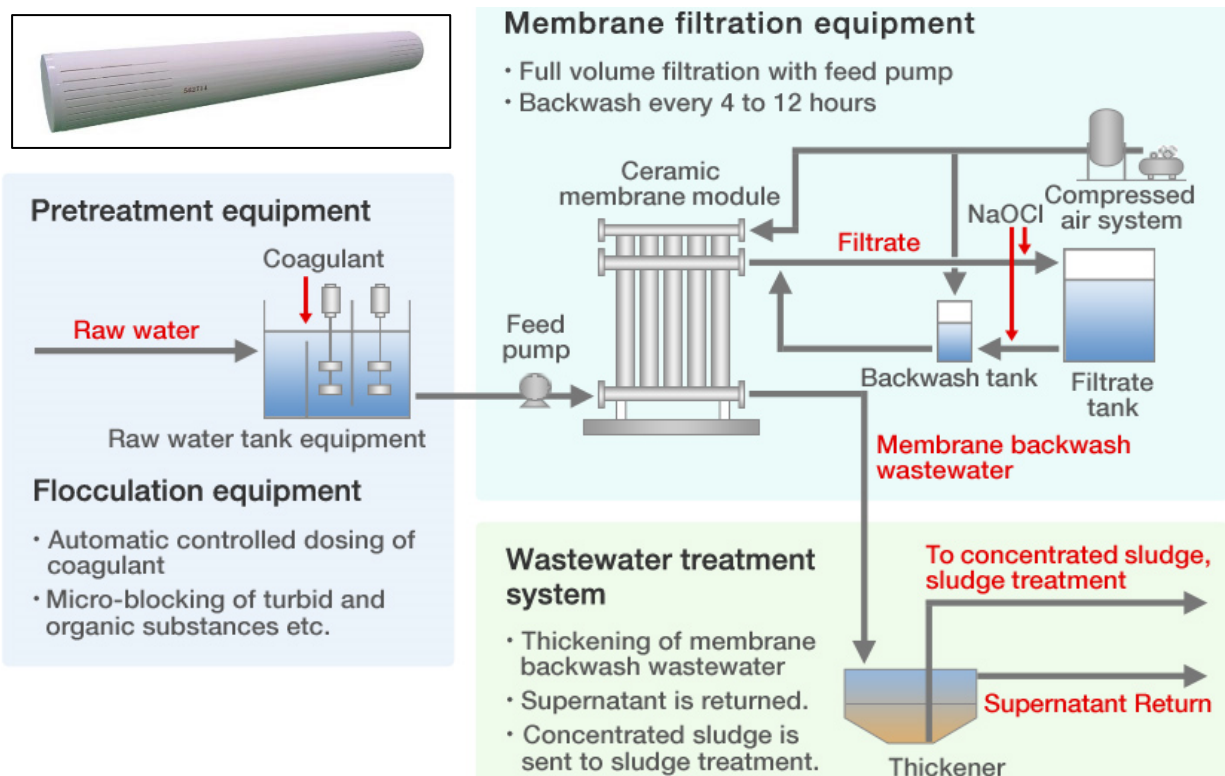 Pretreatment equipment
Coagulant
Raw water
Raw water tank equipment
Flocculation equipment
・Automatic controlled dosing of
coagulant
・Micro-blocking of turbid and
organic substances etc.
Membrane filtration equipment
・Full volume filtration with feed pump
・Backwash every 4 to 12 hours
Ceramic
membrane module
Compressed
air system
NaOCl
Filtrate
Feed
pump
Backwash tank
Filtrate
tank
Membrane backwash
wastewater
Wastewater treatment
system
・Thickening of membrane
backwash wastewater
・Supernatant is returned.
・Concentrated sludge is
sent to sludge treatment.
To concentrated sludge,
sludge treatment
Supernatant Return
Thickener